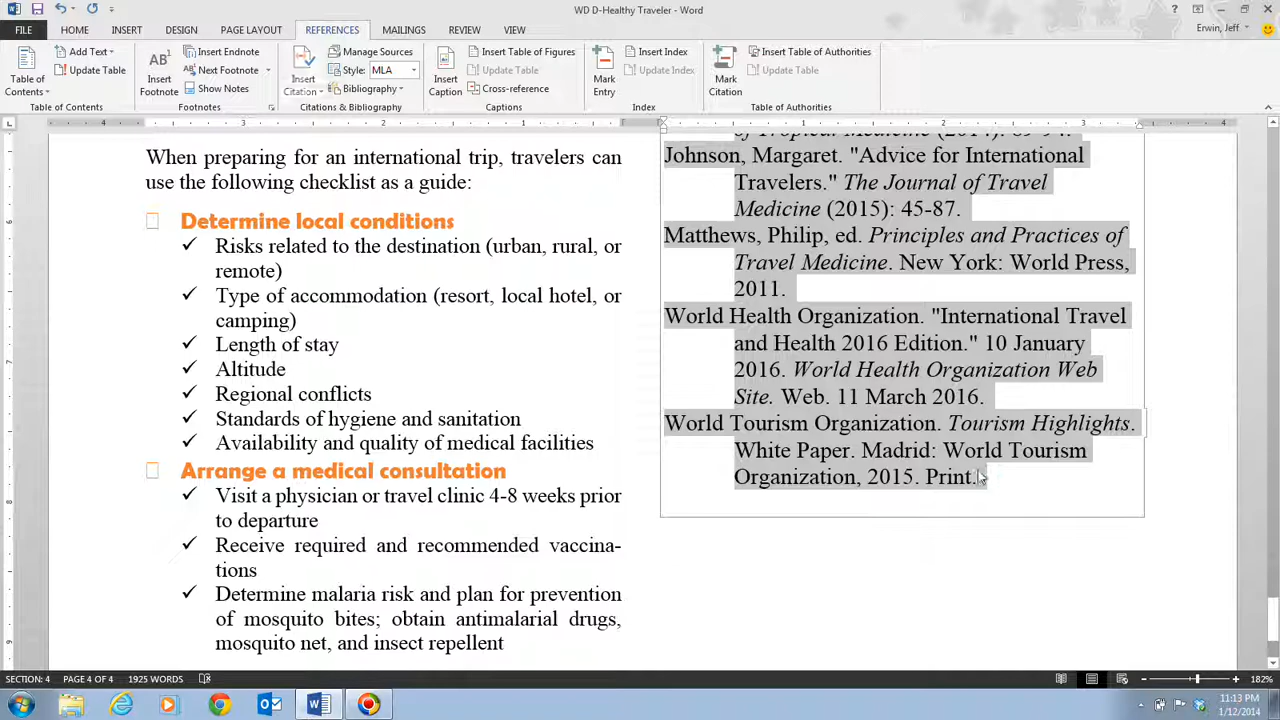 WD D-Healthy Traveler - Word
FILE HOME INSERT DESIGN PAGE LAYOUT REFERENCES MAILINGS REVIEW VIEW Erwin, Jeff
Table of Contents
Add Text
Update Table
Table of Contents
AB1 Insert Footnote
Insert Endnote
Next Footnote
Show Notes
Footnotes
Insert Citation
Manage Sources
Style: MLA
Bibliography
Citations & Bibliography
Insert Caption
Insert Table of Figures
Update Table
Cross-reference
Captions
Mark Entry
Insert Index
Update Index
Index
Mark Citation
Insert Table of Authorities
Update Table
Table of Authorities
When preparing for an international trip, travelers can
use the following checklist as a guide:
Determine local conditions
✓ Risks related to the destination (urban, rural, or
remote)
✓ Type of accommodation (resort, local hotel, or
camping)
✓ Length of stay
✓ Altitude
✓ Regional conflicts
✓ Standards of hygiene and sanitation
✓ Availability and quality of medical facilities
Arrange a medical consultation
✓ Visit a physician or travel clinic 4-8 weeks prior
to departure
✓ Receive required and recommended vaccina-
tions
✓ Determine malaria risk and plan for prevention
of mosquito bites; obtain antimalarial drugs,
mosquito net, and insect repellent
of Tropical Medicine (2014): 89-94.
Johnson, Margaret. "Advice for International
Travelers." The Journal of Travel
Medicine (2015): 45-87.
Matthews, Philip, ed. Principles and Practices of
Travel Medicine. New York: World Press,
2011.
World Health Organization. "International Travel
and Health 2016 Edition." 10 January
2016. World Health Organization Web
Site. Web. 11 March 2016.
World Tourism Organization. Tourism Highlights.
White Paper. Madrid: World Tourism
Organization, 2015. Print.
SECTION: 4 PAGE 4 OF 4 1925 WORDS 182%
11:13 PM
1/12/2014